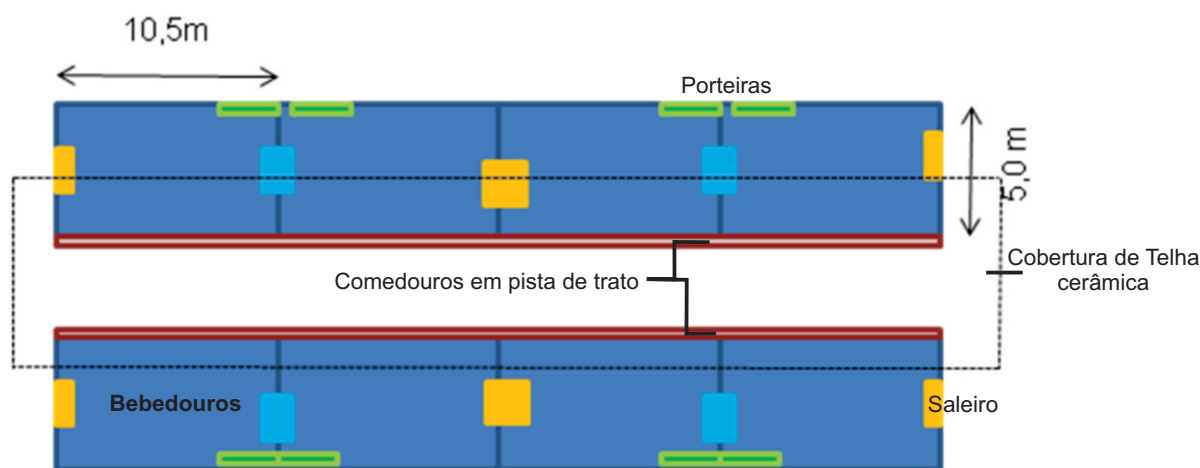 10,5m
Porteiras
5,0 m
Comedouros em pista de trato
Cobertura de Telha
cerâmica
Bebedouros
Saleiro